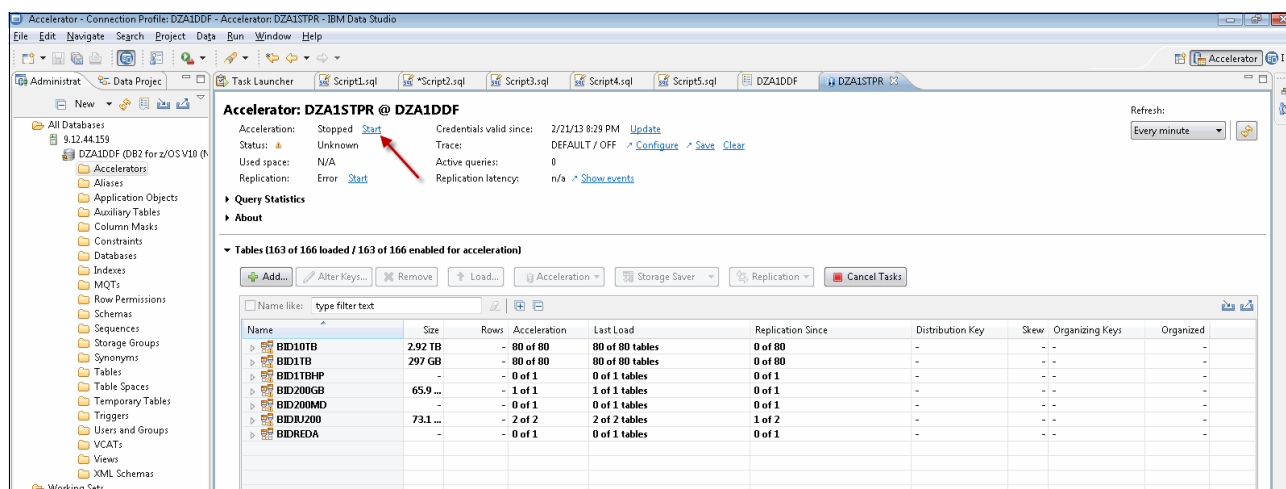 Accelerator - Connection Profile: DZA1DDF - Accelerator: DZA1STPR - IBM Data Studio
File Edit Navigate Search Project Data Run Window Help
Accelerator
Administrat Data Projec Task Launcher Script1.sql *Script2.sql Script3.sql Script4.sql Script5.sql DZA1DDF DZA1STPR
New
All Databases
9.12.44.159
DZA1DDF (DB2 for z/OS V10 (N
Accelerators
Aliases
Application Objects
Auxiliary Tables
Column Masks
Constraints
Databases
Indexes
MQTs
Row Permissions
Schemas
Sequences
Storage Groups
Synonyms
Tables
Table Spaces
Temporary Tables
Triggers
Users and Groups
VCATs
Views
XML Schemas
Working Sets
Accelerator: DZA1STPR @ DZA1DDF
Refresh:
Every minute
Acceleration: Stopped Start Credentials valid since: 2/21/13 8:29 PM Update
Status: Unknown Trace: DEFAULT / OFF Configure Save Clear
Used space: N/A Active queries: 0
Replication: Error Start Replication latency: n/a Show events
Query Statistics
About
Tables (163 of 166 loaded / 163 of 166 enabled for acceleration)
Add... Alter Keys... Remove Load... Acceleration Storage Saver Replication Cancel Tasks
Name like: type filter text
Name Size Rows Acceleration Last Load Replication Since Distribution Key Skew Organizing Keys Organized
BID10TB 2.92 TB - 80 of 80 80 of 80 tables 0 of 80 - - - -
BID1TB 297 GB - 80 of 80 80 of 80 tables 0 of 80 - - - -
BID1TBHP - - 0 of 1 0 of 1 tables 0 of 1 - - - -
BID200GB 65.9 ... - 1 of 1 1 of 1 tables 0 of 1 - - - -
BID200MD - - 0 of 1 0 of 1 tables 0 of 1 - - - -
BIDIU200 73.1 ... - 2 of 2 2 of 2 tables 1 of 2 - - - -
BIDREDA - - 0 of 1 0 of 1 tables 0 of 1 - - - -